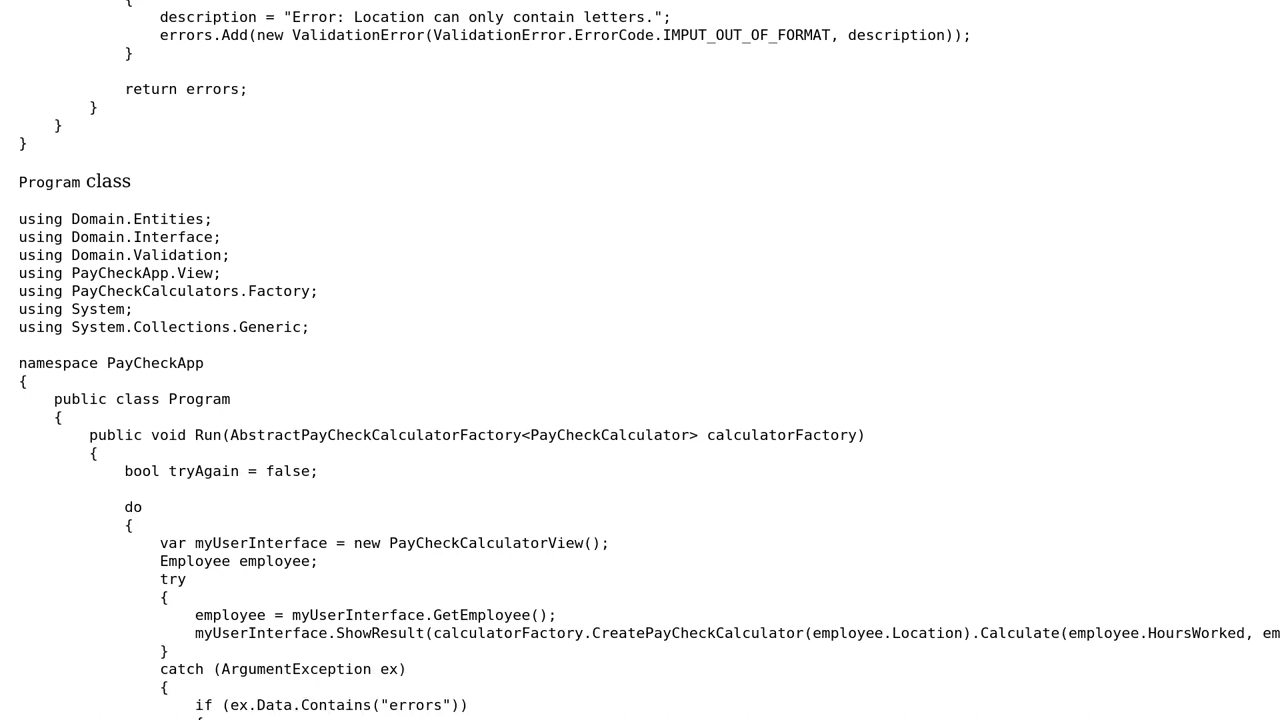 {
description = "Error: Location can only contain letters.";
errors.Add(new ValidationError(ValidationError.ErrorCode.IMPUT_OUT_OF_FORMAT, description));
}
return errors;
}
}
}
Program class
using Domain.Entities;
using Domain.Interface;
using Domain.Validation;
using PayCheckApp.View;
using PayCheckCalculators.Factory;
using System;
using System.Collections.Generic;
namespace PayCheckApp
{
public class Program
{
public void Run(AbstractPayCheckCalculatorFactory<PayCheckCalculator> calculatorFactory)
{
bool tryAgain = false;
do
{
var myUserInterface = new PayCheckCalculatorView();
Employee employee;
try
{
employee = myUserInterface.GetEmployee();
myUserInterface.ShowResult(calculatorFactory.CreatePayCheckCalculator(employee.Location).Calculate(employee.HoursWorked, em
}
catch (ArgumentException ex)
{
if (ex.Data.Contains("errors"))
{